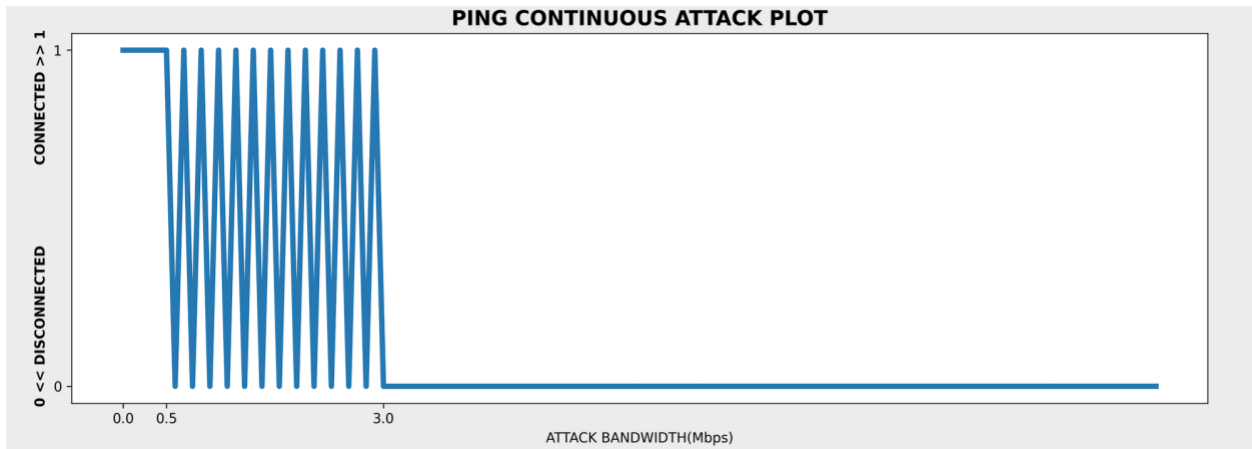 PING CONTINUOUS ATTACK PLOT
0 << DISCONNECTED CONNECTED >> 1
1
0
0.0 0.5 3.0
ATTACK BANDWIDTH(Mbps)